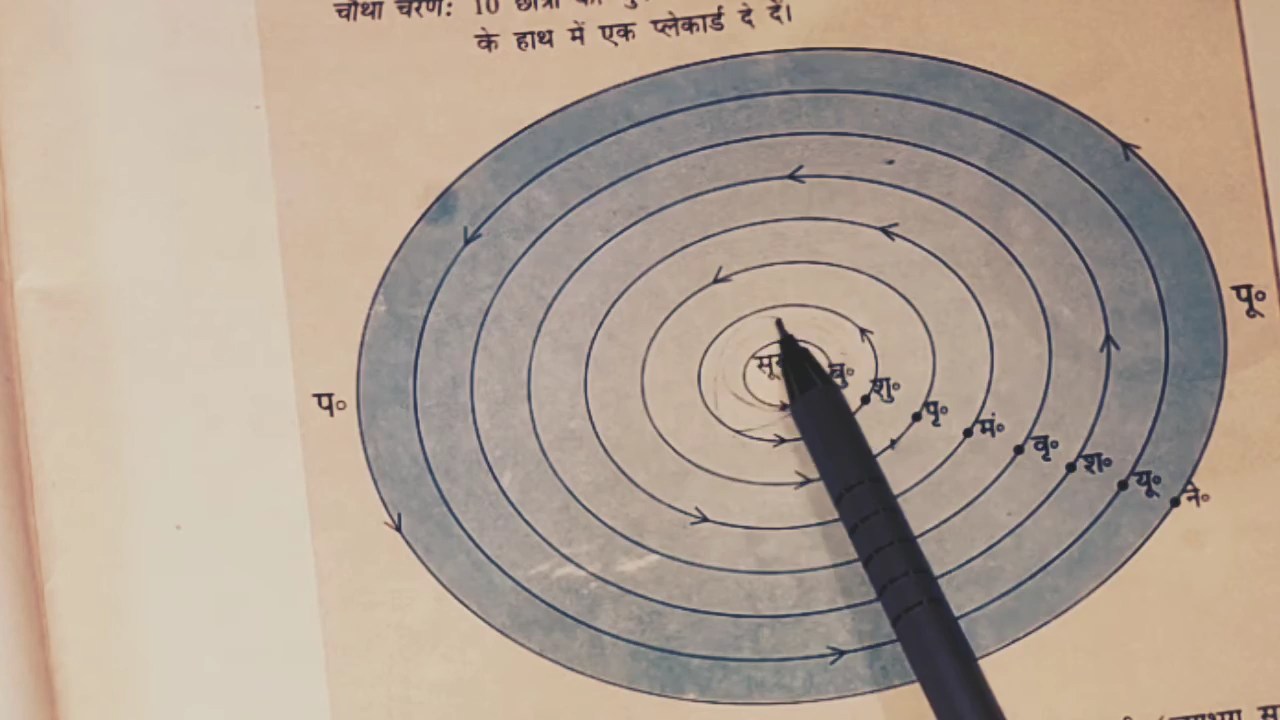 चौथा चरणः 10 छात्रों
के हाथ में एक प्लेकार्ड दे दें।
पू॰
प॰
बु॰
शु॰
पृ॰
मं॰
वृ॰
श॰
यू॰
ने॰